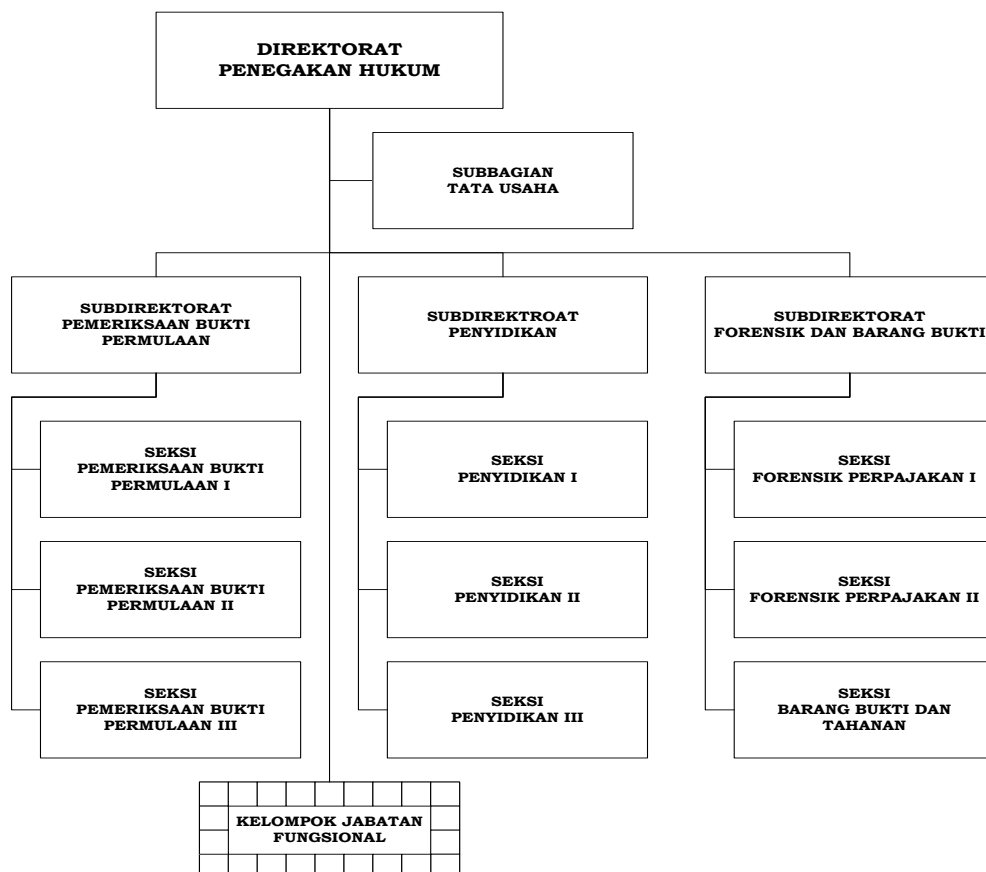 DIREKTORAT
PENEGAKAN HUKUM
SUBBAGIAN
TATA USAHA
SUBDIREKTORAT
PEMERIKSAAN BUKTI
PERMULAAN
SUBDIREKTROAT
PENYIDIKAN
SUBDIREKTORAT
FORENSIK DAN BARANG BUKTI
SEKSI
PEMERIKSAAN BUKTI
PERMULAAN I
SEKSI
PENYIDIKAN I
SEKSI
FORENSIK PERPAJAKAN I
SEKSI
PEMERIKSAAN BUKTI
PERMULAAN II
SEKSI
PENYIDIKAN II
SEKSI
FORENSIK PERPAJAKAN II
SEKSI
PEMERIKSAAN BUKTI
PERMULAAN III
SEKSI
PENYIDIKAN III
SEKSI
BARANG BUKTI DAN
TAHANAN
KELOMPOK JABATAN
FUNGSIONAL